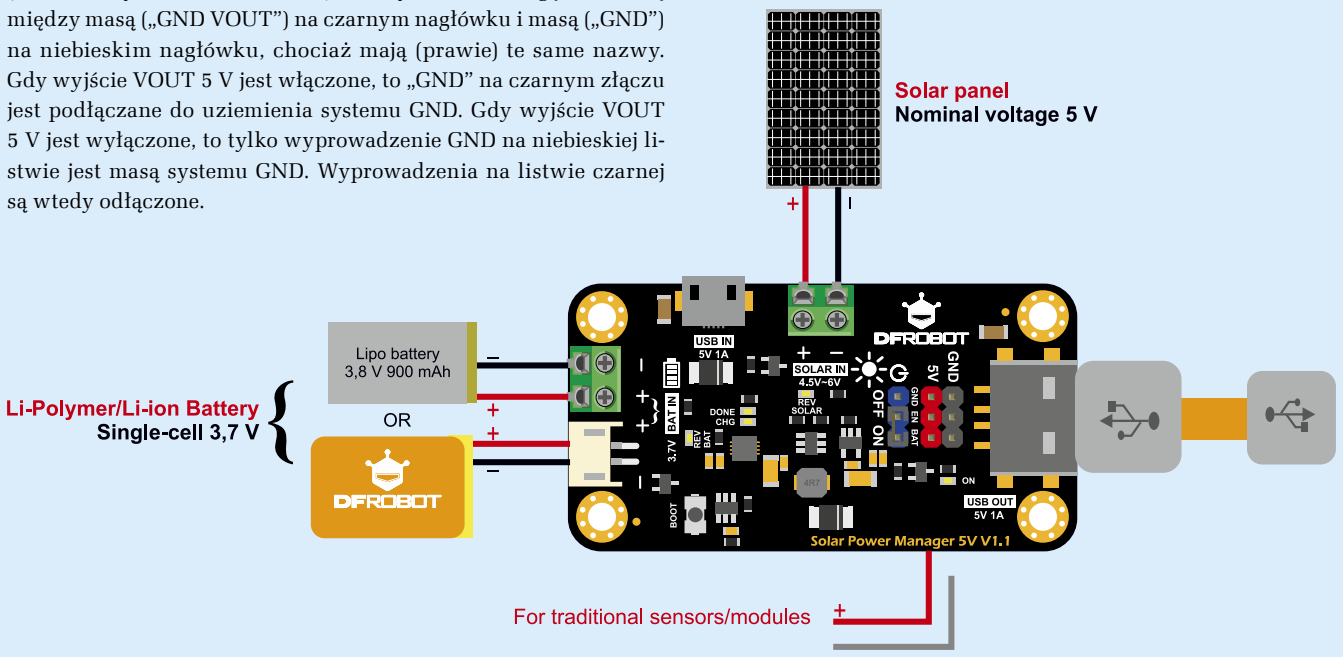 między masą („GND VOUT”) na czarnym nagłówku i masą („GND”)
na niebieskim nagłówku, chociaż mają (prawie) te same nazwy.
Gdy wyjście VOUT 5 V jest włączone, to „GND” na czarnym złączu
jest podłączane do uziemienia systemu GND. Gdy wyjście VOUT
5 V jest wyłączone, to tylko wyprowadzenie GND na niebieskiej li-
stwie jest masą systemu GND. Wyprowadzenia na listwie czarnej
są wtedy odłączone.
Solar panel
Nominal voltage 5 V
+ –
Lipo battery
3,8 V 900 mAh
–
+
Li-Polymer/Li-ion Battery
Single-cell 3,7 V
OR
+
–
DFROBOT
USB IN
5V 1A
+ –
SOLAR IN
4.5V~6V
REV
SOLAR
DFROBOT
–
+
+
–
BAT IN
3.7V
REV
BAT
DONE
CHG
OFF ON
GND EN BAT
5V
GND
4R7
BOOT
ON
USB OUT
5V 1A
Solar Power Manager 5V V1.1
For traditional sensors/modules
+